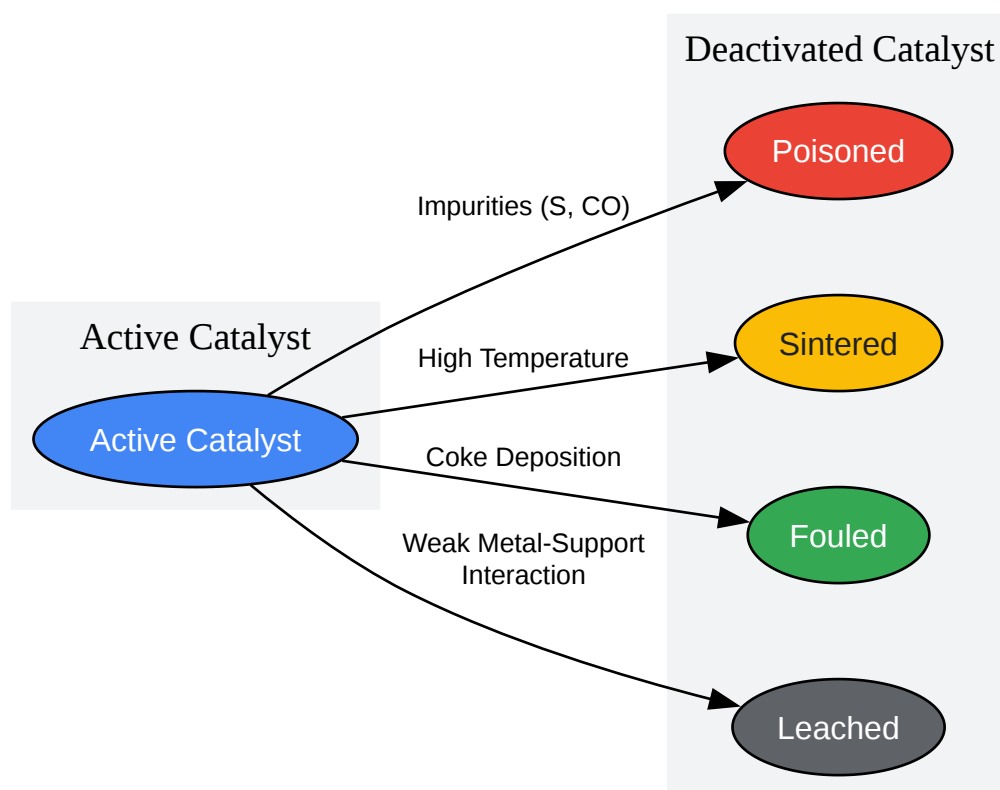 Deactivated Catalyst
Poisoned
Impurities (S, CO)
Active Catalyst
High Temperature
Sintered
Active Catalyst
Coke Deposition
Fouled
Weak Metal-Support
Interaction
Leached